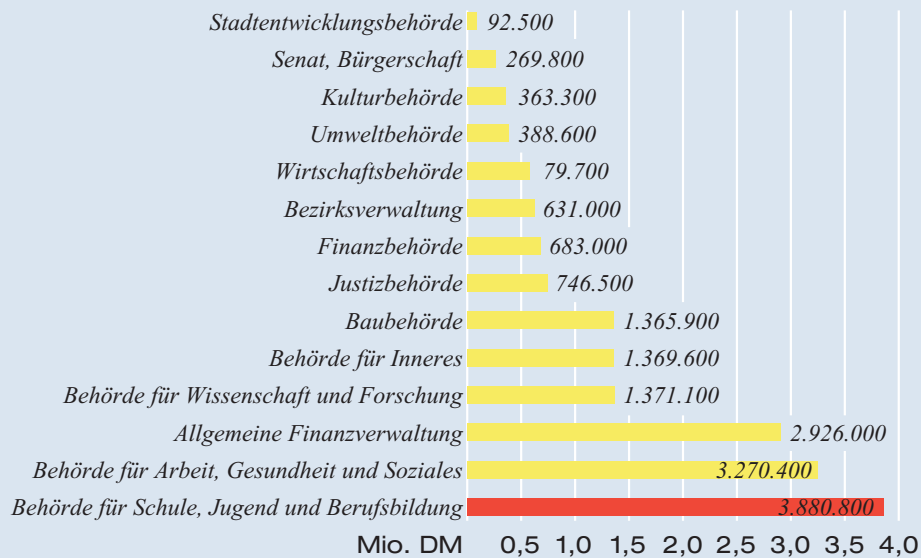 Stadtentwicklungsbehörde 92.500
Senat, Bürgerschaft 269.800
Kulturbehörde 363.300
Umweltbehörde 388.600
Wirtschaftsbehörde 79.700
Bezirksverwaltung 631.000
Finanzbehörde 683.000
Justizbehörde 746.500
Baubehörde 1.365.900
Behörde für Inneres 1.369.600
Behörde für Wissenschaft und Forschung 1.371.100
Allgemeine Finanzverwaltung 2.926.000
Behörde für Arbeit, Gesundheit und Soziales 3.270.400
Behörde für Schule, Jugend und Berufsbildung 3.880.800
Mio. DM 0,5 1,0 1,5 2,0 2,5 3,0 3,5 4,0